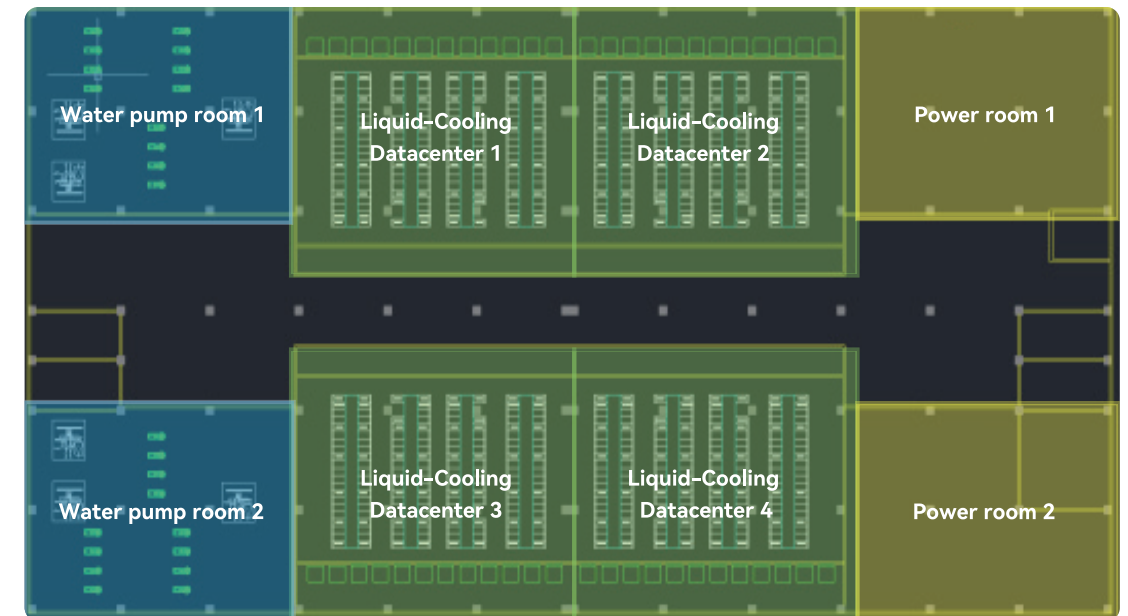 Water pump room 1
Liquid-Cooling
Datacenter 1
Liquid-Cooling
Datacenter 2
Power room 1
Water pump room 2
Liquid-Cooling
Datacenter 3
Liquid-Cooling
Datacenter 4
Power room 2